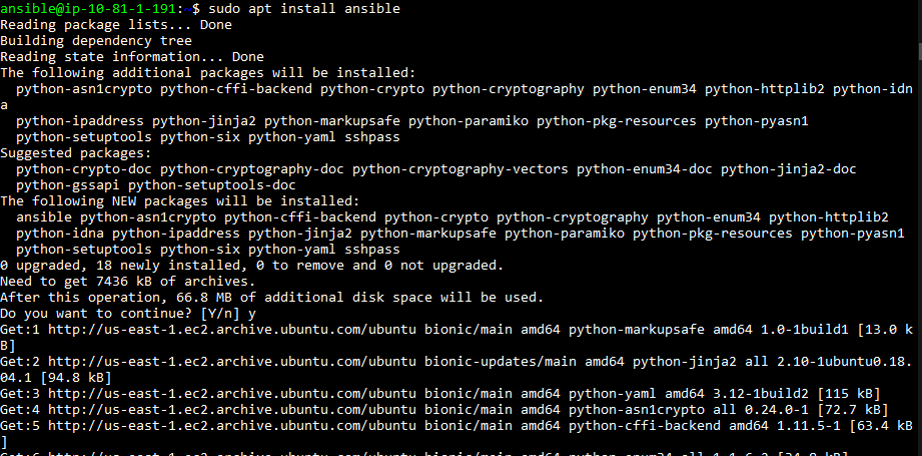 ansible@ip-10-81-1-191:~$ sudo apt install ansible
Reading package lists... Done
Building dependency tree
Reading state information... Done
The following additional packages will be installed:
  python-asn1crypto python-cffi-backend python-crypto python-cryptography python-enum34 python-httplib2 python-idn
a
  python-ipaddress python-jinja2 python-markupsafe python-paramiko python-pkg-resources python-pyasn1
  python-setuptools python-six python-yaml sshpass
Suggested packages:
  python-crypto-doc python-cryptography-doc python-cryptography-vectors python-enum34-doc python-jinja2-doc
  python-gssapi python-setuptools-doc
The following NEW packages will be installed:
  ansible python-asn1crypto python-cffi-backend python-crypto python-cryptography python-enum34 python-httplib2
  python-idna python-ipaddress python-jinja2 python-markupsafe python-paramiko python-pkg-resources python-pyasn1
  python-setuptools python-six python-yaml sshpass
0 upgraded, 18 newly installed, 0 to remove and 0 not upgraded.
Need to get 7436 kB of archives.
After this operation, 66.8 MB of additional disk space will be used.
Do you want to continue? [Y/n] y
Get:1 http://us-east-1.ec2.archive.ubuntu.com/ubuntu bionic/main amd64 python-markupsafe amd64 1.0-1build1 [13.0 k
B]
Get:2 http://us-east-1.ec2.archive.ubuntu.com/ubuntu bionic-updates/main amd64 python-jinja2 all 2.10-1ubuntu0.18.
04.1 [94.8 kB]
Get:3 http://us-east-1.ec2.archive.ubuntu.com/ubuntu bionic/main amd64 python-yaml amd64 3.12-1build2 [115 kB]
Get:4 http://us-east-1.ec2.archive.ubuntu.com/ubuntu bionic/main amd64 python-asn1crypto all 0.24.0-1 [72.7 kB]
Get:5 http://us-east-1.ec2.archive.ubuntu.com/ubuntu bionic/main amd64 python-cffi-backend amd64 1.11.5-1 [63.4 kB
]